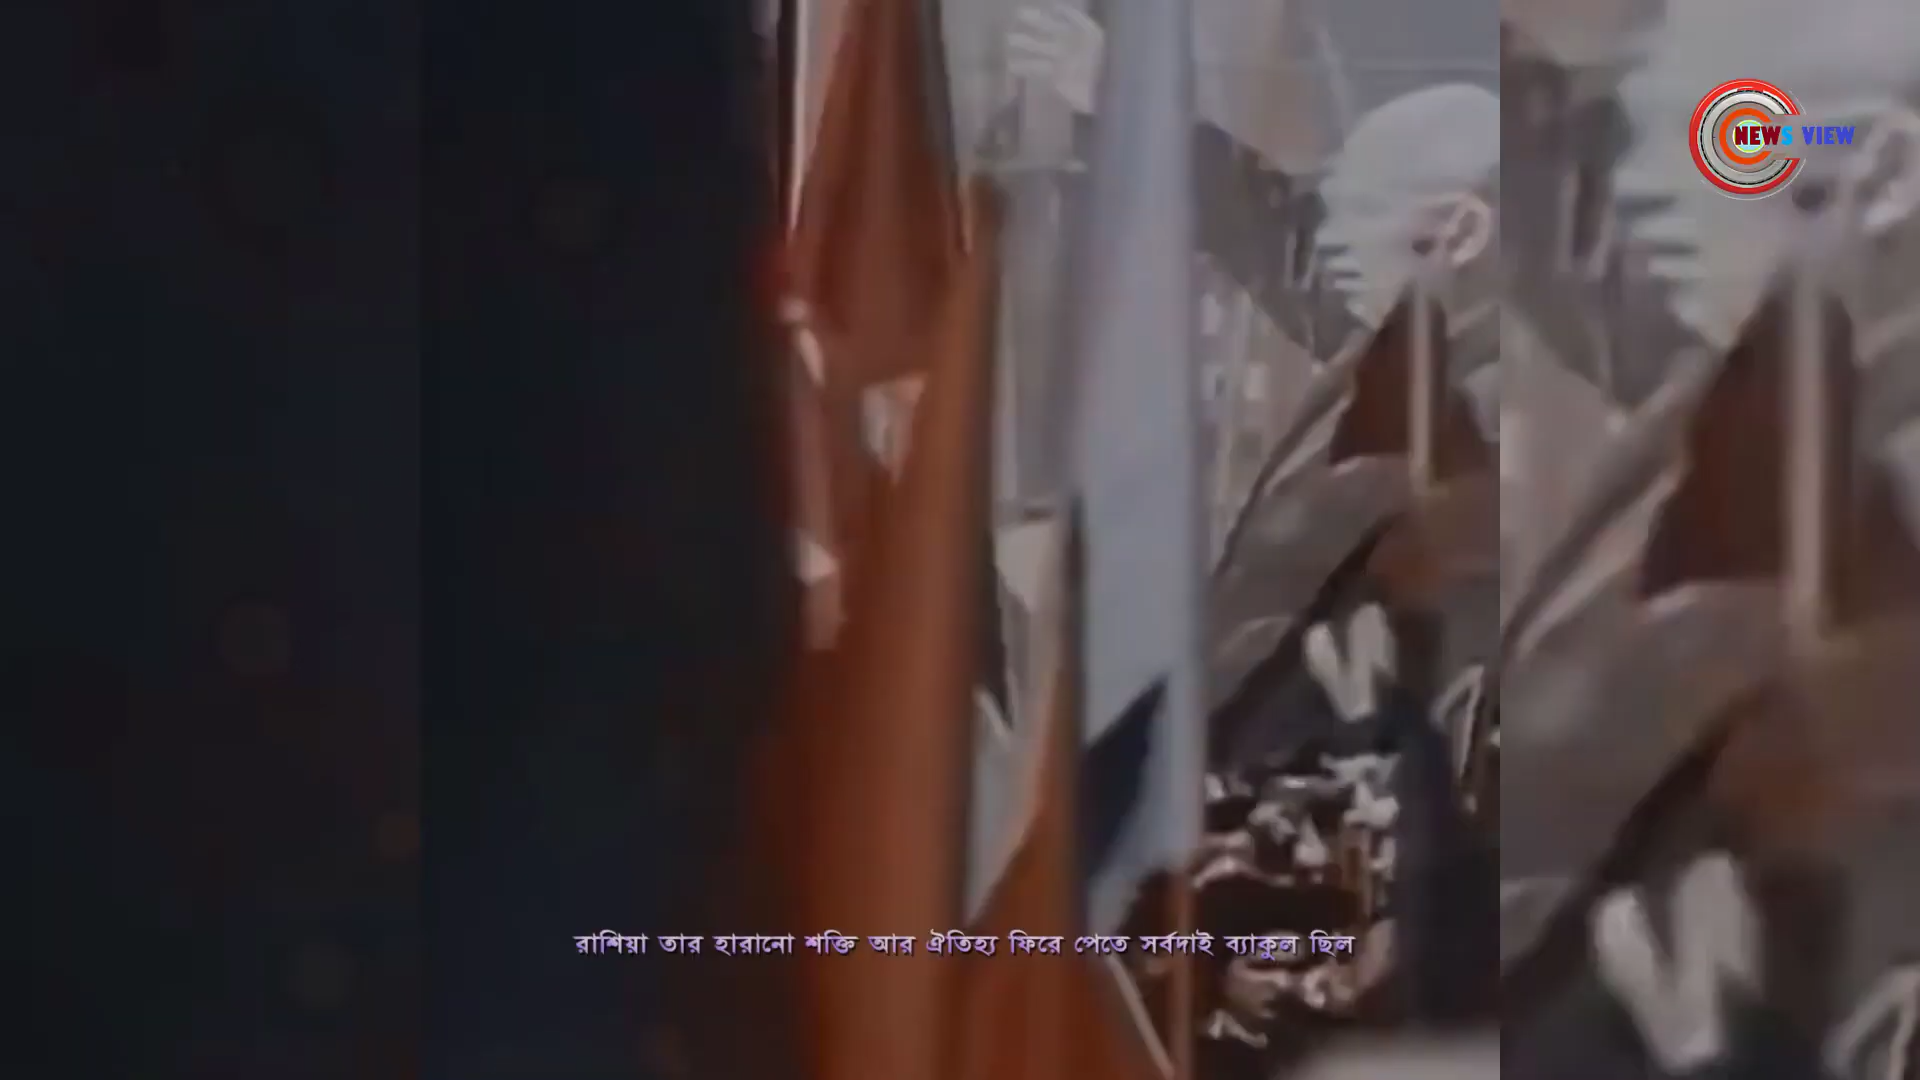 NEWS VIEW
রাশিয়া তার হারানো শক্তি আর ঐতিহ্য ফিরে পেতে সর্বদাই ব্যাকুল ছিল